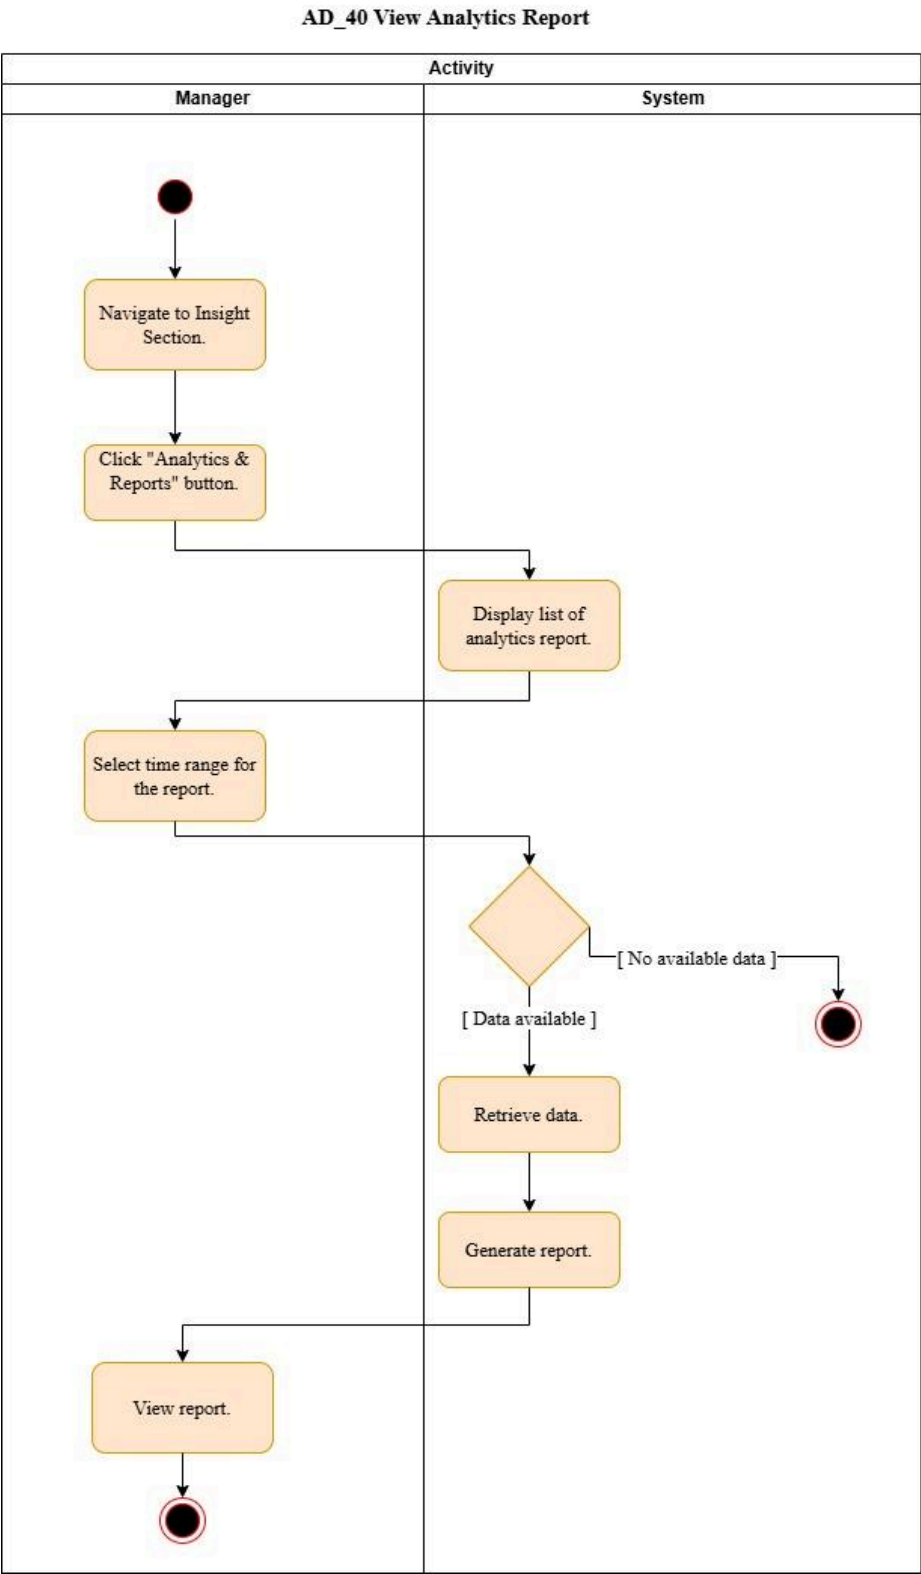 AD_40 View Analytics Report
Activity
Manager
System
Navigate to Insight
Section.
Click "Analytics &
Reports" button.
Display list of
analytics report.
Select time range for
the report.
[ No available data ]
[ Data available ]
Retrieve data.
Generate report.
View report.